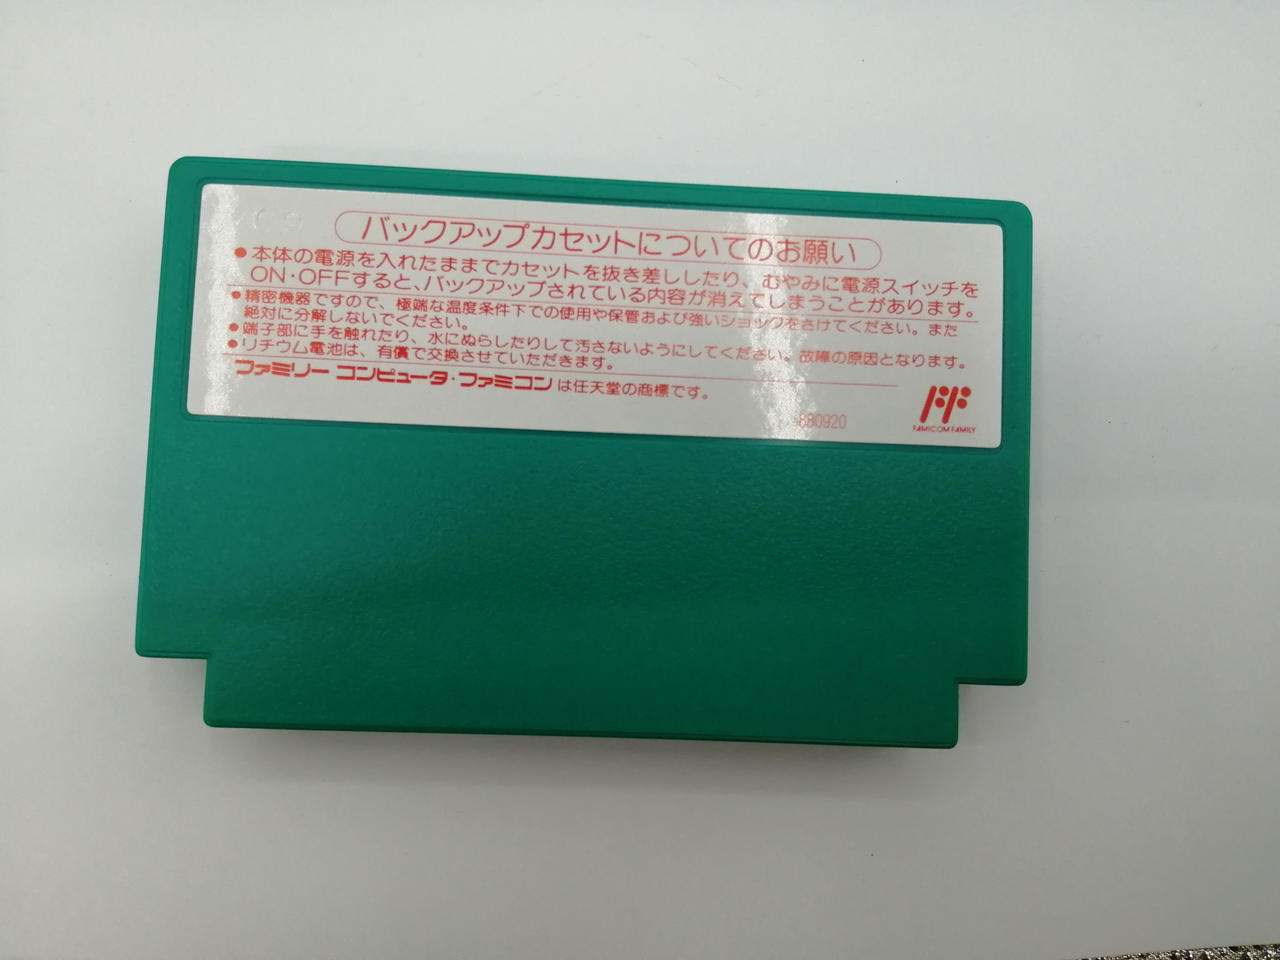 バックアップカセットについてのお願い
●本体の電源を入れたままでカセットを抜き差ししたり、むやみに電源スイッチを
ON・OFFすると、バックアップされている内容が消えてしまうことがあります。
●精密機器ですので、極端な温度条件下での使用や保管および強いショックをさけてください。また
絶対に分解しないでください。
●端子部に手を触れたり、水にぬらしたりして汚さないようにしてください。故障の原因となります。
●リチウム電池は、有償で交換させていただきます。
ファミリー コンピュータ・ファミコンは任天堂の商標です。
880920
FAMICOM FAMILY